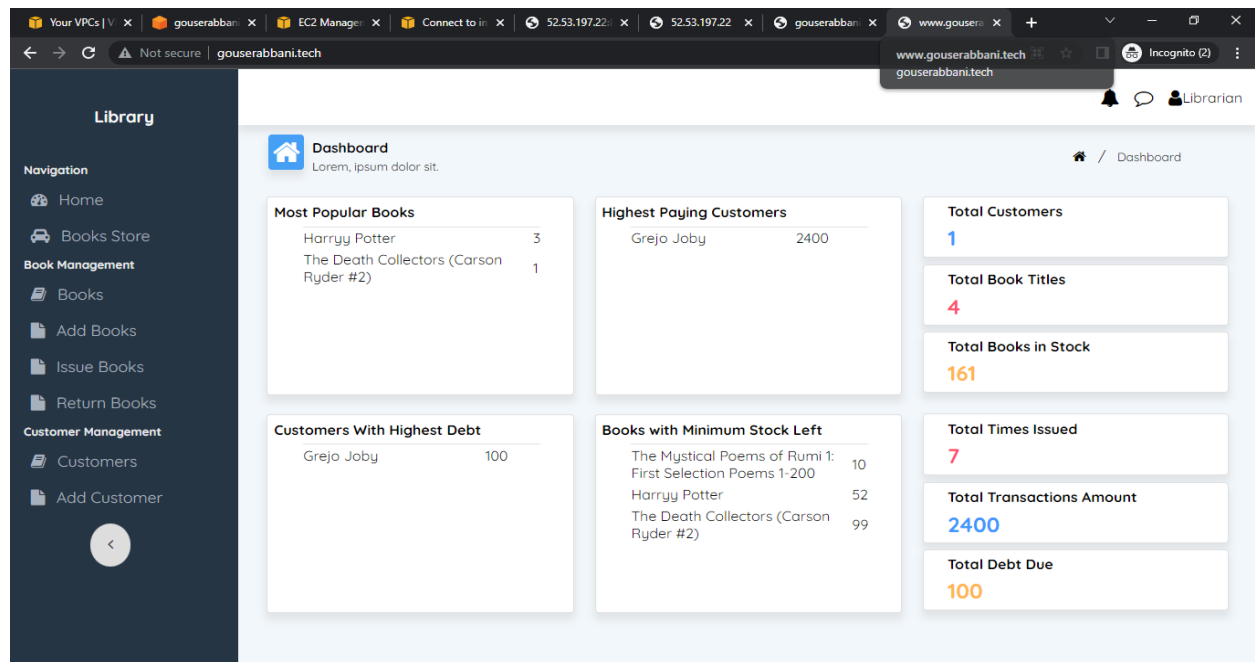 Your VPCs | V
gouserabban
EC2 Manager
Connect to in
52.53.197.22:
52.53.197.22
gouserabban
www.gousera
Not secure | gouserabbani.tech
www.gouserabbani.tech
gouserabbani.tech
Incognito (2)
Library
Librarian
Navigation
Home
Books Store
Book Management
Books
Add Books
Issue Books
Return Books
Customer Management
Customers
Add Customer
Dashboard
Lorem, ipsum dolor sit.
/ Dashboard
Most Popular Books
Harryy Potter 3
The Death Collectors (Carson
Ryder #2) 1
Highest Paying Customers
Grejo Joby 2400
Total Customers
1
Total Book Titles
4
Total Books in Stock
161
Customers With Highest Debt
Grejo Joby 100
Books with Minimum Stock Left
The Mystical Poems of Rumi 1:
First Selection Poems 1-200 10
Harryy Potter 52
The Death Collectors (Carson
Ryder #2) 99
Total Times Issued
7
Total Transactions Amount
2400
Total Debt Due
100